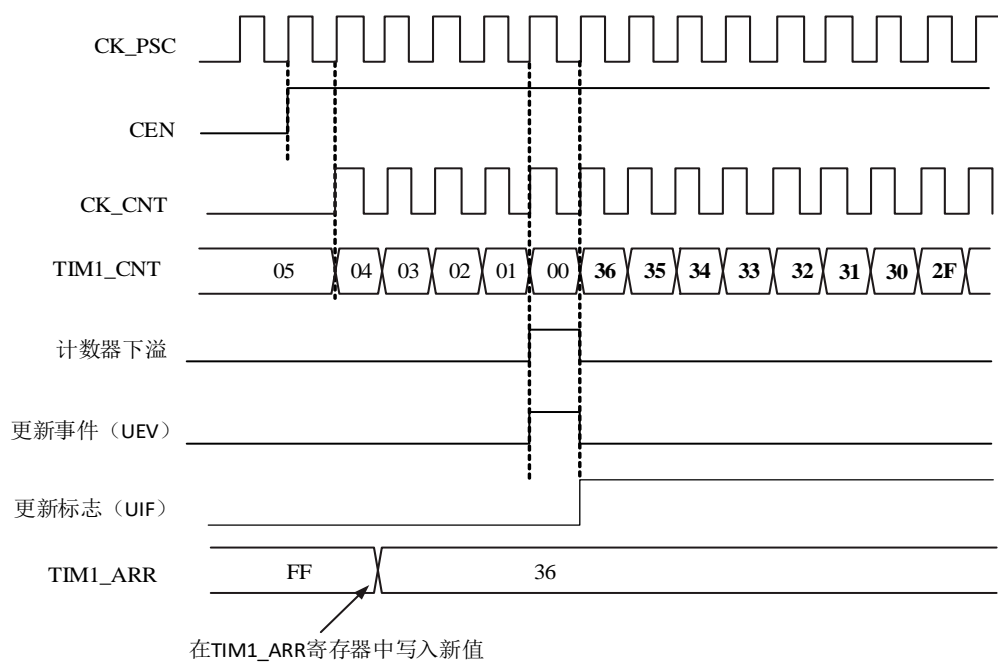 CK_PSC
CEN
CK_CNT
TIM1_CNT 05 04 03 02 01 00 36 35 34 33 32 31 30 2F
计数器下溢
更新事件（UEV）
更新标志（UIF）
TIM1_ARR FF 36
在TIM1_ARR寄存器中写入新值